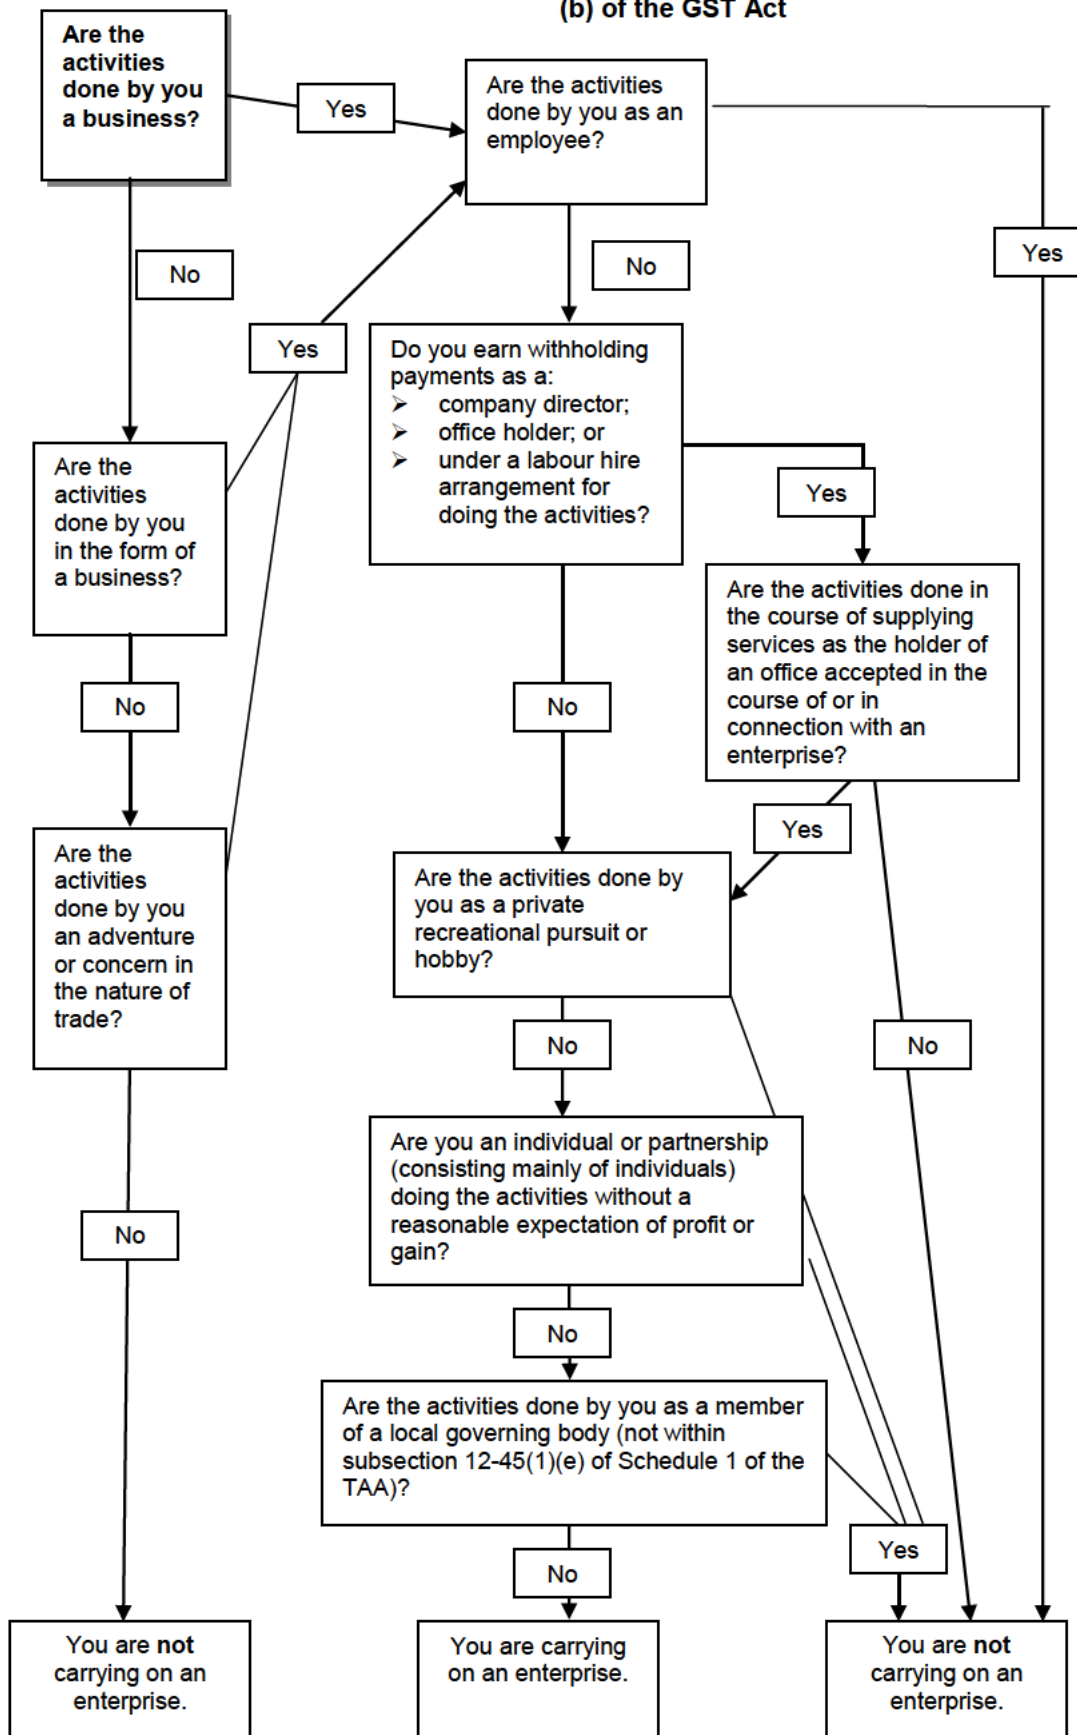 (b) of the GST Act
Are the
activities
done by you
a business?
Yes
Are the activities
done by you as an
employee?
Yes
No
No
Yes
Do you earn withholding
payments as a:
➢ company director;
➢ office holder; or
➢ under a labour hire
arrangement for
doing the activities?
Yes
Are the
activities
done by you
in the form of
a business?
Are the activities done in
the course of supplying
services as the holder of
an office accepted in the
course of or in
connection with an
enterprise?
No
No
Yes
Are the
activities
done by you
an adventure
or concern in
the nature of
trade?
Are the activities done by
you as a private
recreational pursuit or
hobby?
No
No
Are you an individual or partnership
(consisting mainly of individuals)
doing the activities without a
reasonable expectation of profit or
gain?
No
No
Are the activities done by you as a member
of a local governing body (not within
subsection 12-45(1)(e) of Schedule 1 of the
TAA)?
Yes
No
You are not
carrying on an
enterprise.
You are carrying
on an enterprise.
You are not
carrying on an
enterprise.